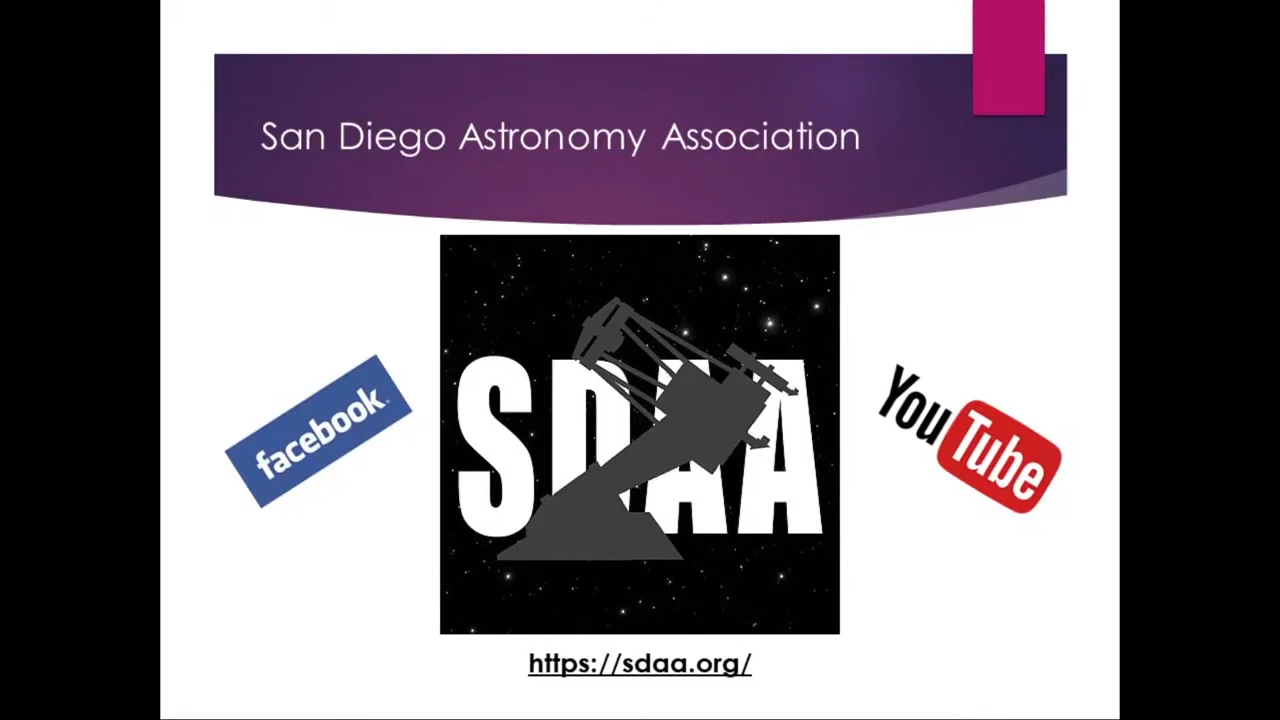 San Diego Astronomy Association
facebook
SDAA
YouTube
https://sdaa.org/